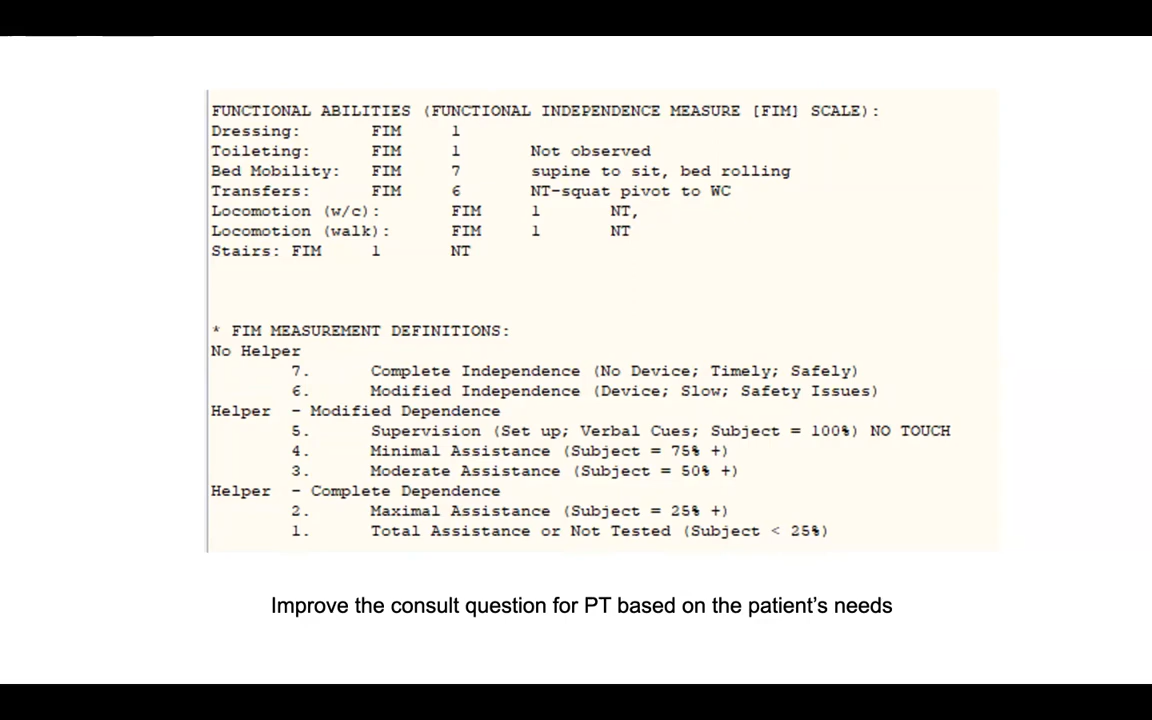 FUNCTIONAL ABILITIES (FUNCTIONAL INDEPENDENCE MEASURE [FIM] SCALE):
Dressing: FIM 1
Toileting: FIM 1 Not observed
Bed Mobility: FIM 7 supine to sit, bed rolling
Transfers: FIM 6 NT-squat pivot to WC
Locomotion (w/c): FIM 1 NT,
Locomotion (walk): FIM 1 NT
Stairs: FIM 1 NT
* FIM MEASUREMENT DEFINITIONS:
No Helper
7. Complete Independence (No Device; Timely; Safely)
6. Modified Independence (Device; Slow; Safety Issues)
Helper - Modified Dependence
5. Supervision (Set up; Verbal Cues; Subject = 100%) NO TOUCH
4. Minimal Assistance (Subject = 75% +)
3. Moderate Assistance (Subject = 50% +)
Helper - Complete Dependence
2. Maximal Assistance (Subject = 25% +)
1. Total Assistance or Not Tested (Subject < 25%)
Improve the consult question for PT based on the patient’s needs